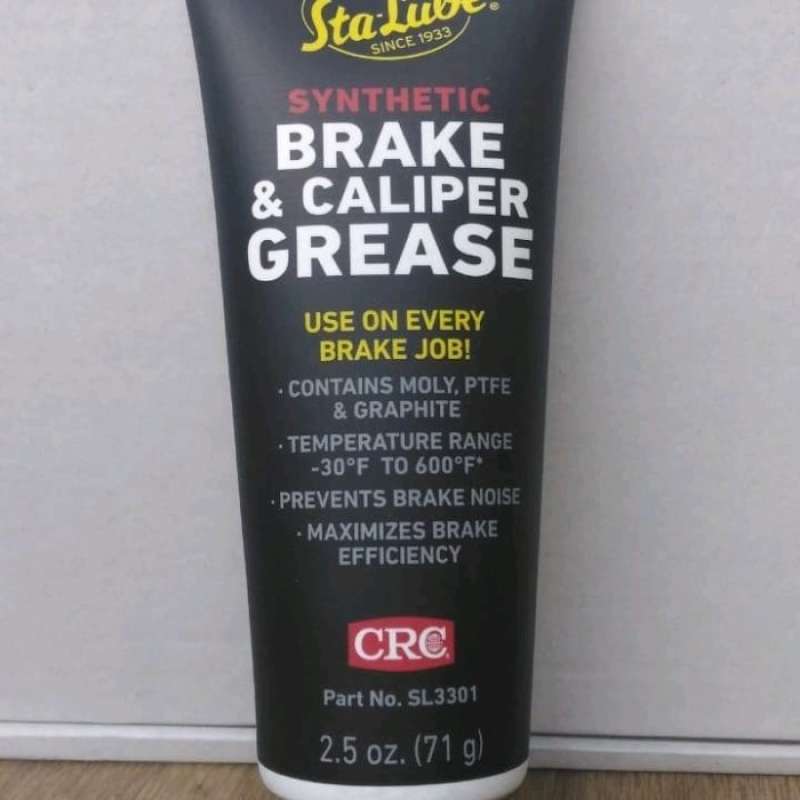 Sta-Lube®
SINCE 1933
SYNTHETIC
BRAKE
& CALIPER
GREASE
USE ON EVERY
BRAKE JOB!
· CONTAINS MOLY, PTFE
& GRAPHITE
· TEMPERATURE RANGE
-30°F TO 600°F*
· PREVENTS BRAKE NOISE
· MAXIMIZES BRAKE
EFFICIENCY
CRC®
Part No. SL3301
2.5 oz. (71 g)